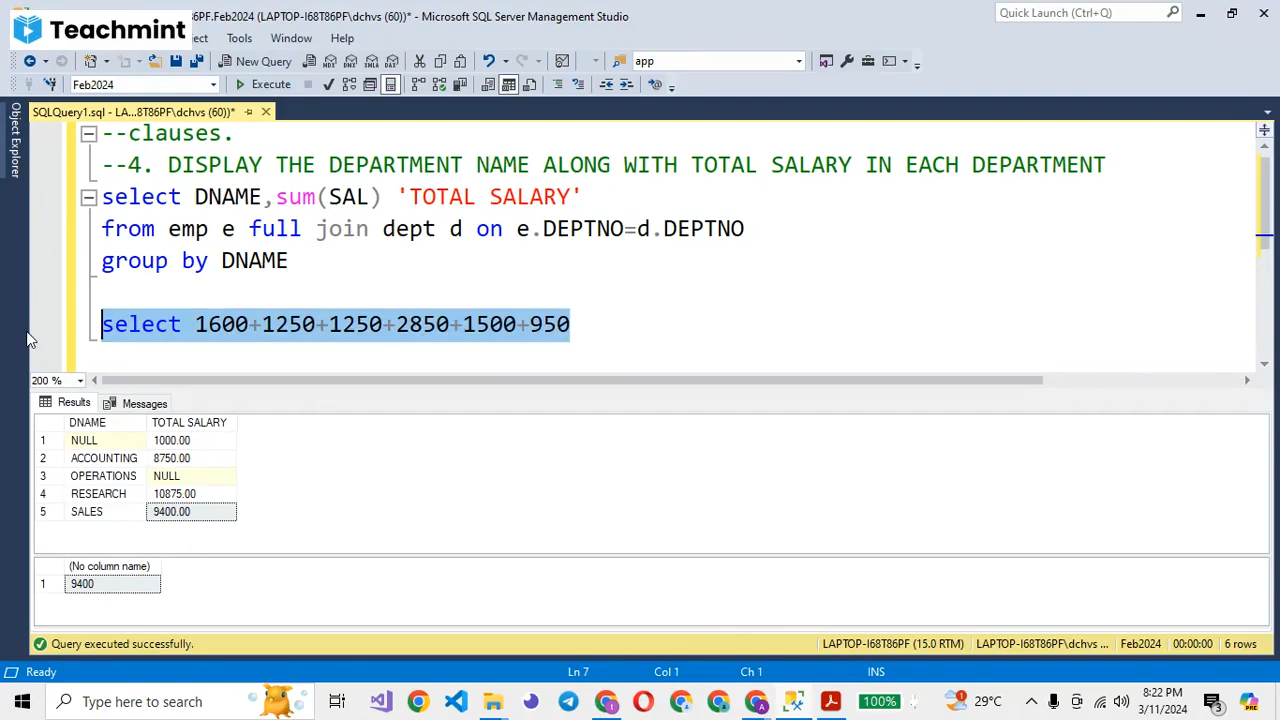 Teachmint
PF.Feb2024 (LAPTOP-I68T86PF\dchvs (60))* - Microsoft SQL Server Management Studio
Quick Launch (Ctrl+Q)
ect Tools Window Help
New Query
app
Feb2024
Execute
SQLQuery1.sql - LA...8T86PF\dchvs (60))*
Object Explorer
--clauses.
--4. DISPLAY THE DEPARTMENT NAME ALONG WITH TOTAL SALARY IN EACH DEPARTMENT
select DNAME,sum(SAL) 'TOTAL SALARY'
from emp e full join dept d on e.DEPTNO=d.DEPTNO
group by DNAME
select 1600+1250+1250+2850+1500+950
200 %
Results Messages
DNAME TOTAL SALARY
1 NULL 1000.00
2 ACCOUNTING 8750.00
3 OPERATIONS NULL
4 RESEARCH 10875.00
5 SALES 9400.00
(No column name)
1 9400
Query executed successfully. LAPTOP-I68T86PF (15.0 RTM) LAPTOP-I68T86PF\dchvs ... Feb2024 00:00:00 6 rows
Ready Ln 7 Col 1 Ch 1 INS
Type here to search
100%
29°C
8:22 PM
3/11/2024
3